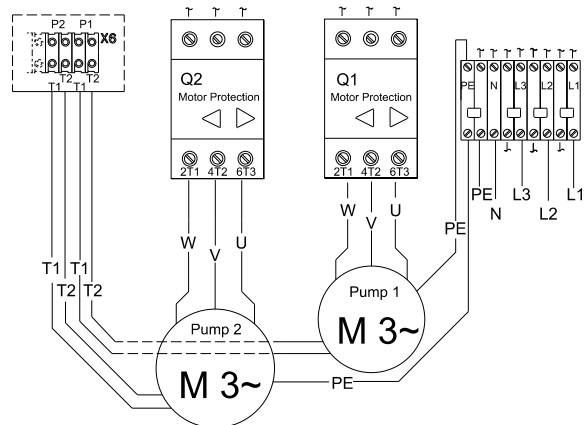 P2 P1
X6
T2 T2
T1 T1
Q2
Motor Protection
2T1 4T2 6T3
Q1
Motor Protection
2T1 4T2 6T3
PE N L3 L2 L1
PE
N
L3
L2
L1
W V U
W V U
PE
T1 T1
T2 T2
Pump 1
M 3~
Pump 2
M 3~
PE